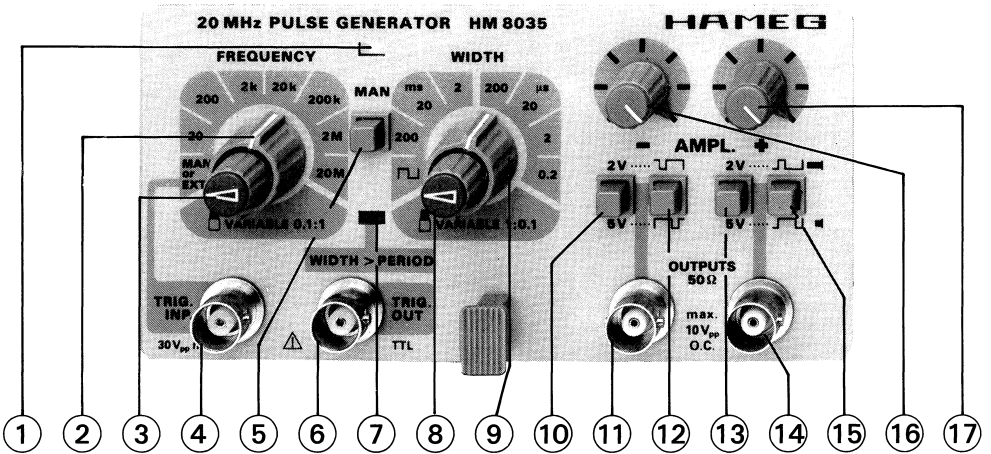 20 MHz PULSE GENERATOR HM 8035
HAMEG
FREQUENCY
WIDTH
MAN
2k 20k
200 200k
20 2M
MAN
or
EXT
20M
VARIABLE 0.1:1
ms 2 200 µs
20 20
200 2
0.2
VARIABLE 1:0.1
WIDTH > PERIOD
TRIG.
INP.
TRIG.
OUT
30Vpp
TTL
- AMPL. +
2V
2V
5V
5V
OUTPUTS
50Ω
max.
10Vpp
O.C.
1 2 3 4 5 6 7 8 9 10 11 12 13 14 15 16 17